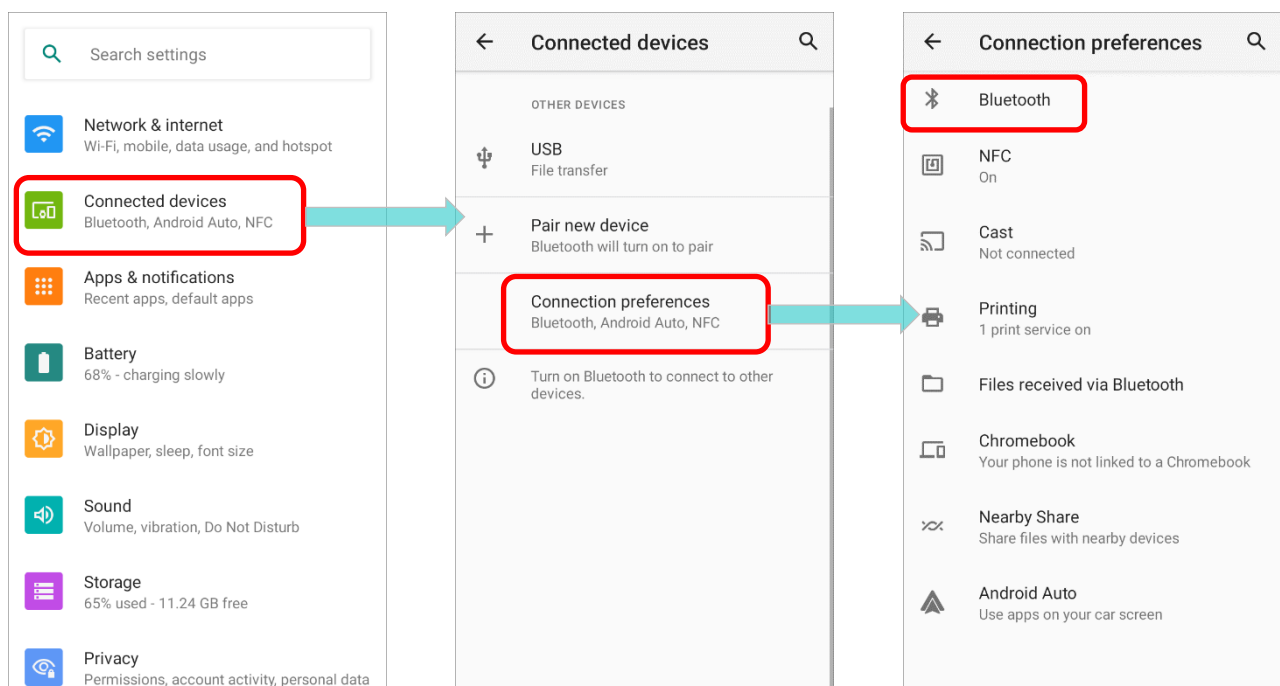 Search settings
Network & internet
Wi-Fi, mobile, data usage, and hotspot
Connected devices
Bluetooth, Android Auto, NFC
Apps & notifications
Recent apps, default apps
Battery
68% - charging slowly
Display
Wallpaper, sleep, font size
Sound
Volume, vibration, Do Not Disturb
Storage
65% used - 11.24 GB free
Privacy
Permissions, account activity, personal data
Connected devices
OTHER DEVICES
USB
File transfer
Pair new device
Bluetooth will turn on to pair
Connection preferences
Bluetooth, Android Auto, NFC
Turn on Bluetooth to connect to other
devices.
Connection preferences
Bluetooth
NFC
On
Cast
Not connected
Printing
1 print service on
Files received via Bluetooth
Chromebook
Your phone is not linked to a Chromebook
Nearby Share
Share files with nearby devices
Android Auto
Use apps on your car screen